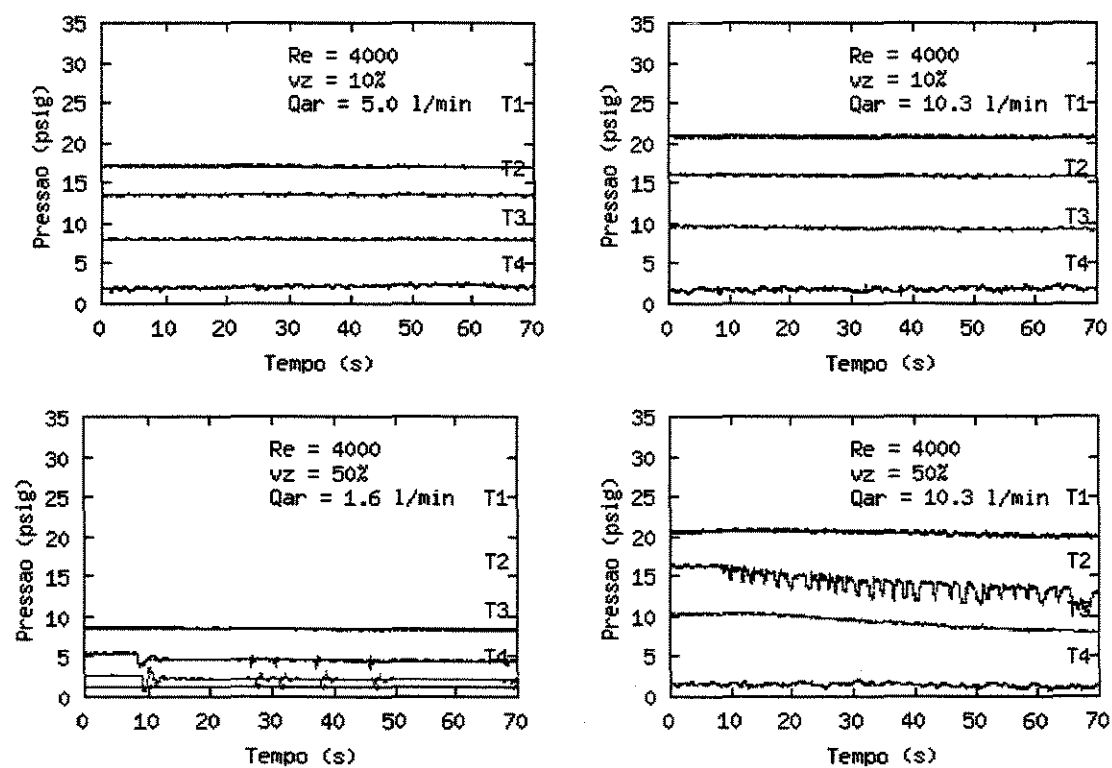 35
30
25
20
15
10
5
0
Pressao (psig)
Re = 4000
vz = 10%
Qar = 5.0 l/min T1
T2
T3
T4
0 10 20 30 40 50 60 70
Tempo (s)
35
30
25
20
15
10
5
0
Pressao (psig)
Re = 4000
vz = 10%
Qar = 10.3 l/min T1
T2
T3
T4
0 10 20 30 40 50 60 70
Tempo (s)
35
30
25
20
15
10
5
0
Pressao (psig)
Re = 4000
vz = 50%
Qar = 1.6 l/min T1
T2
T3
T4
0 10 20 30 40 50 60 70
Tempo (s)
35
30
25
20
15
10
5
0
Pressao (psig)
Re = 4000
vz = 50%
Qar = 10.3 l/min T1
T2
T3
T4
0 10 20 30 40 50 60 70
Tempo (s)